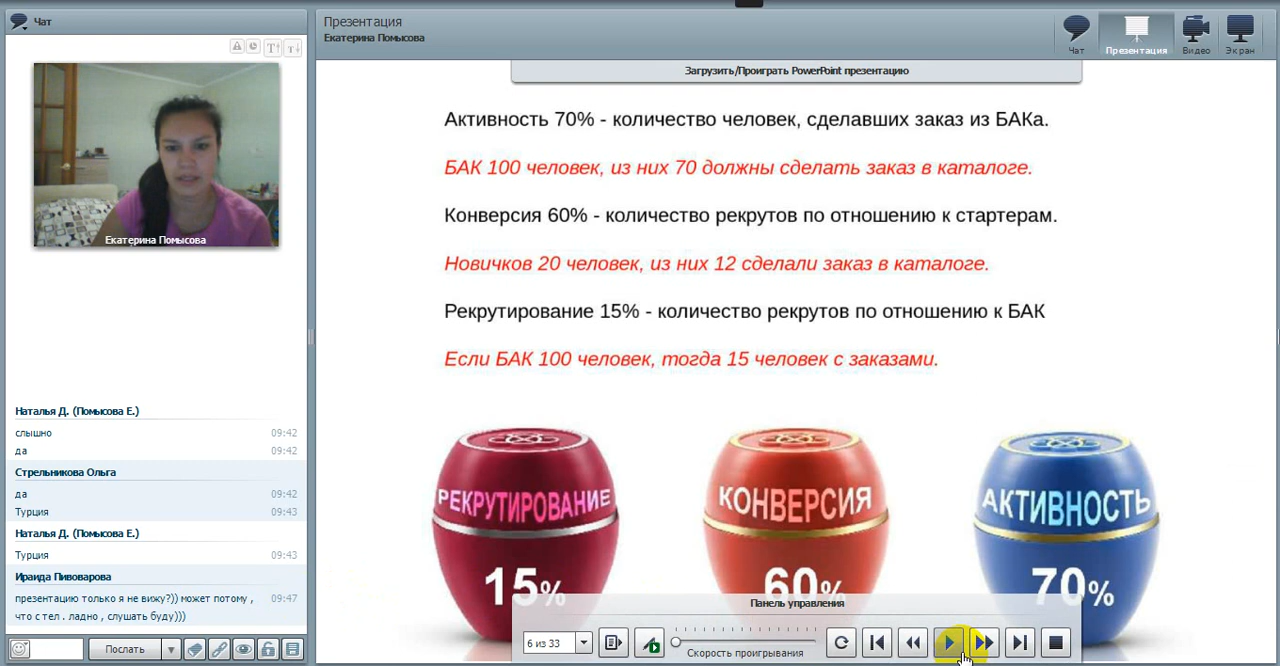 Чат
Екатерина Помысова
Наталья Д. (Помысова Е.)
слышно 09:42
да 09:42
Стрельникова Ольга
да 09:42
Турция 09:43
Наталья Д. (Помысова Е.)
Турция 09:43
Ираида Пивоварова
презентацию только я не вижу?)) может потому , 09:47
что с тел . ладно , слушать буду)))
Послать
Презентация
Екатерина Помысова
Чат
Презентация
Видео
Экран
Загрузить/Проиграть PowerPoint презентацию
Активность 70% - количество человек, сделавших заказ из БАКа.
БАК 100 человек, из них 70 должны сделать заказ в каталоге.
Конверсия 60% - количество рекрутов по отношению к стартерам.
Новичков 20 человек, из них 12 сделали заказ в каталоге.
Рекрутирование 15% - количество рекрутов по отношению к БАК
Если БАК 100 человек, тогда 15 человек с заказами.
РЕКРУТИРОВАНИЕ
15%
КОНВЕРСИЯ
60%
АКТИВНОСТЬ
70%
Панель управления
6 из 33
Скорость проигрывания